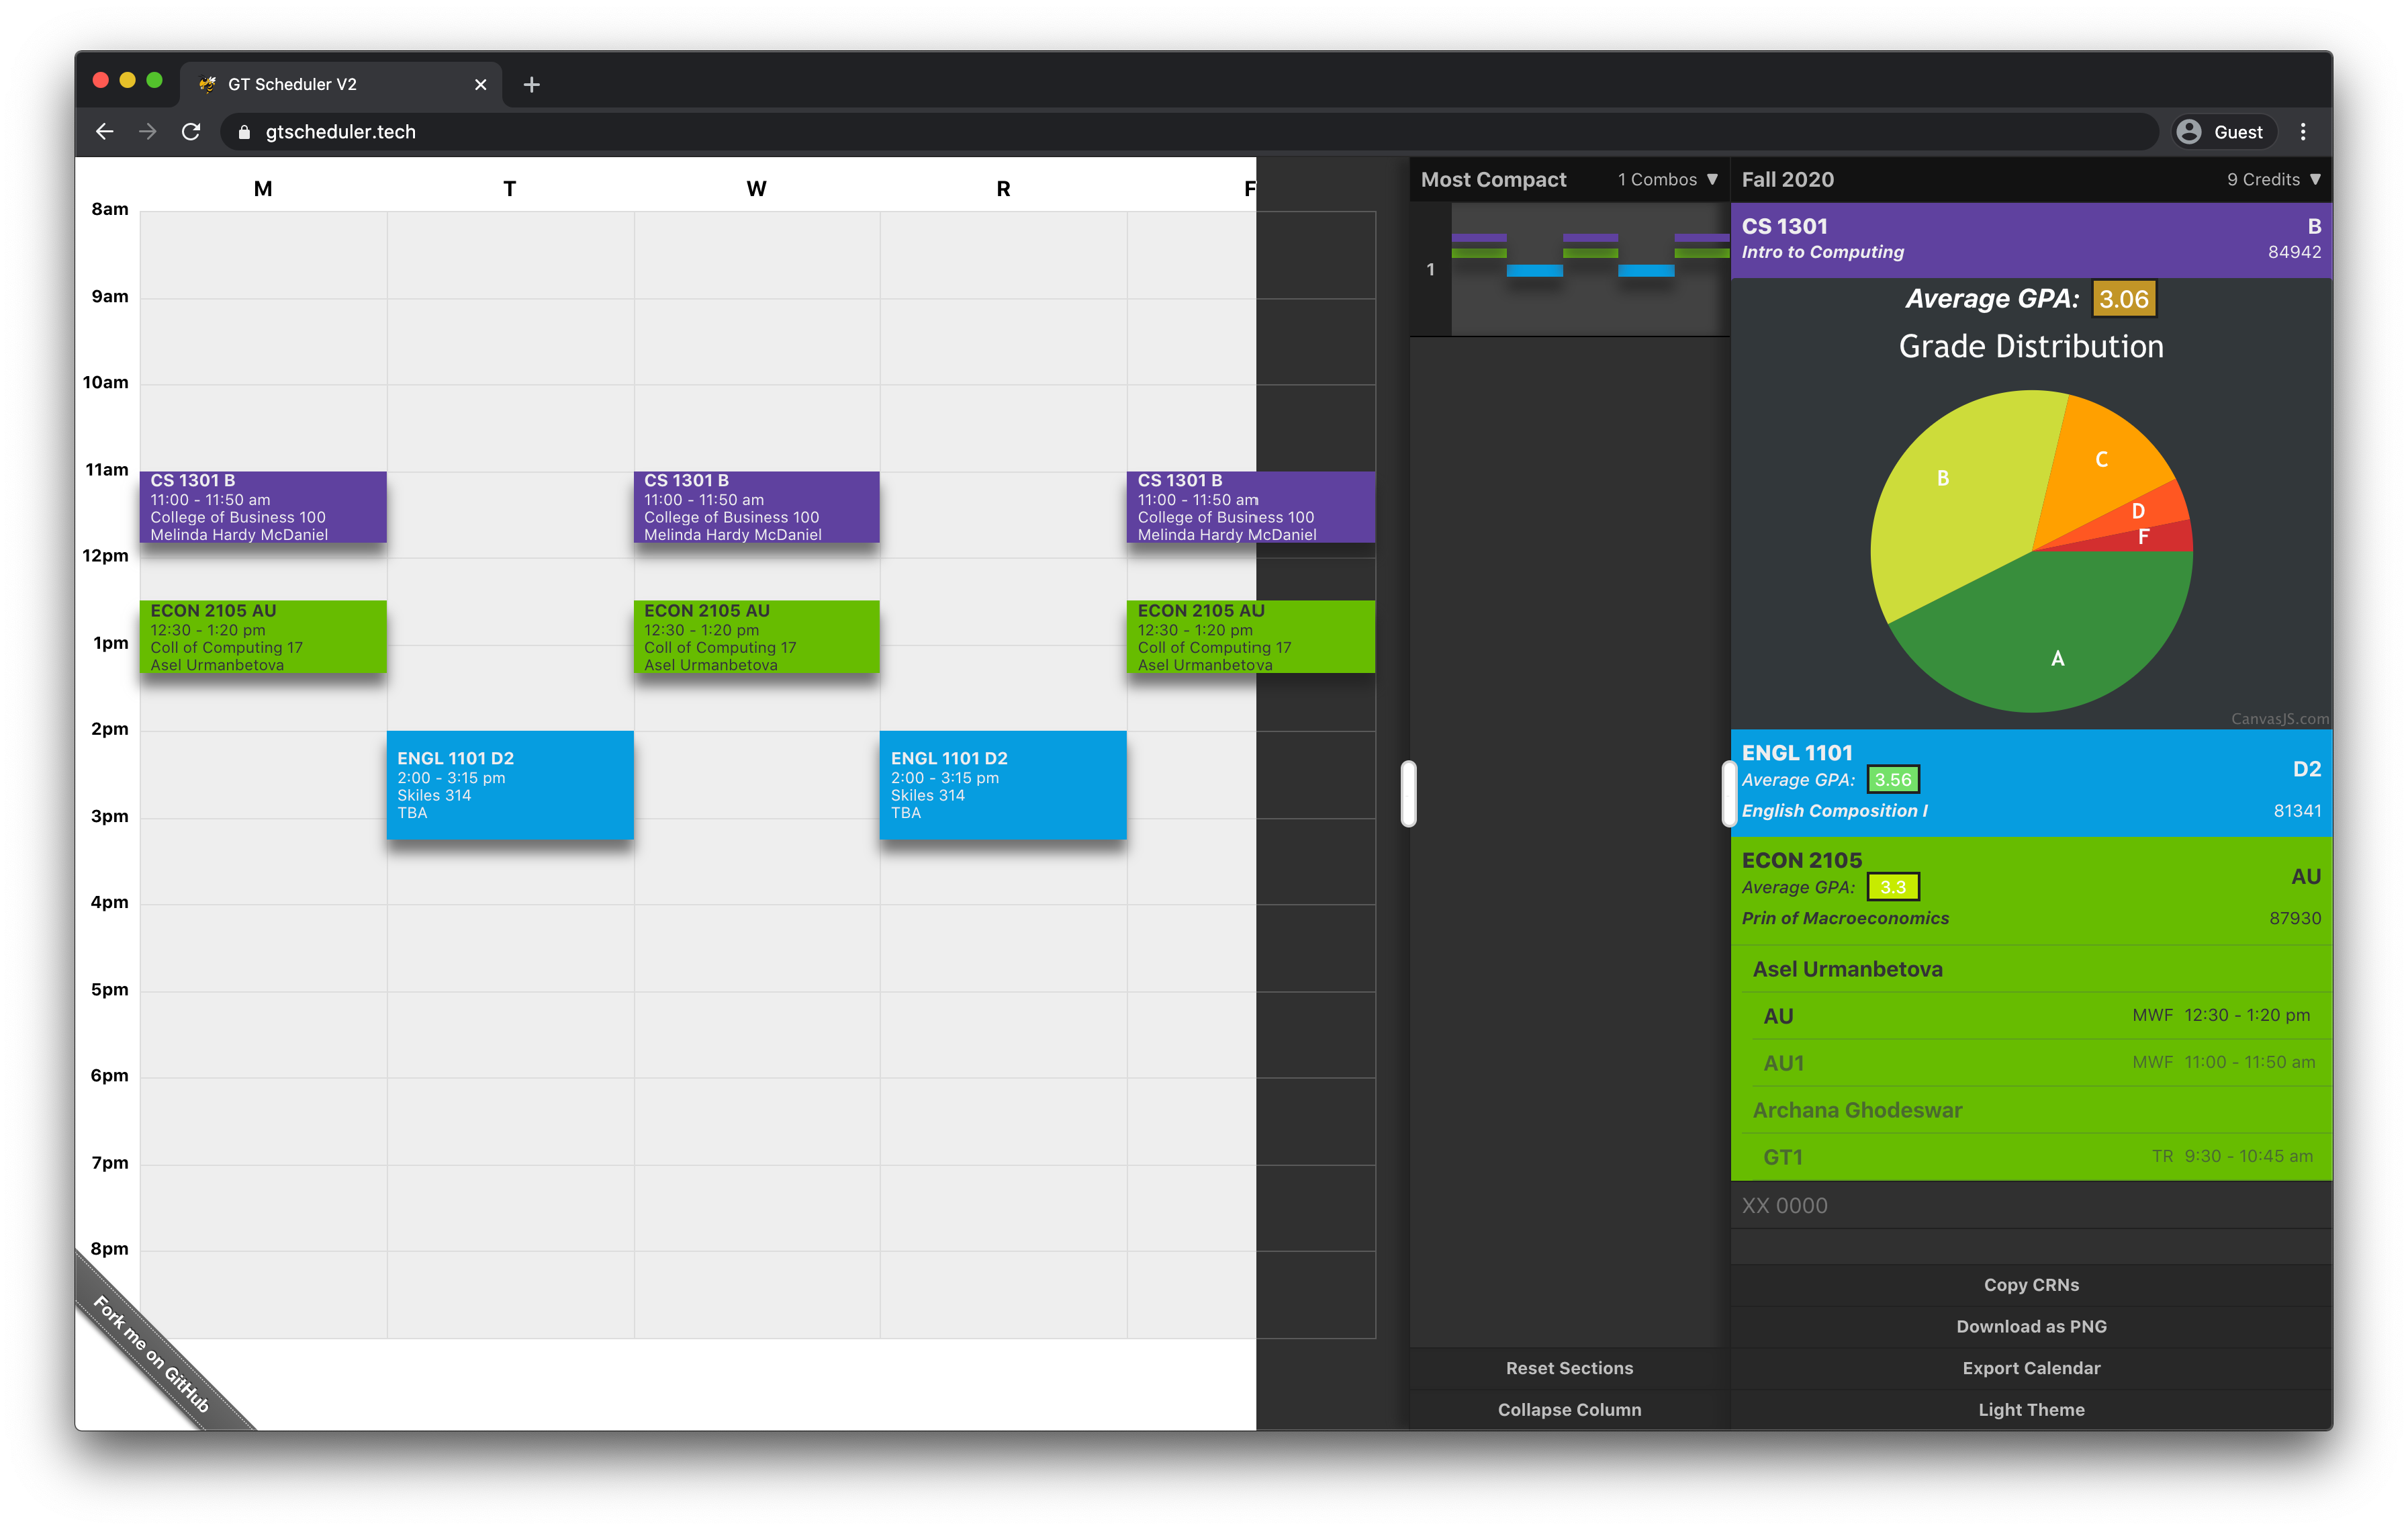 GT Scheduler V2
gtscheduler.tech
Guest
M T W R F
8am
9am
10am
11am
12pm
1pm
2pm
3pm
4pm
5pm
6pm
7pm
8pm
CS 1301 B
11:00 - 11:50 am
College of Business 100
Melinda Hardy McDaniel
ECON 2105 AU
12:30 - 1:20 pm
Coll of Computing 17
Asel Urmanbetova
ENGL 1101 D2
2:00 - 3:15 pm
Skiles 314
TBA
CS 1301 B
11:00 - 11:50 am
College of Business 100
Melinda Hardy McDaniel
ECON 2105 AU
12:30 - 1:20 pm
Coll of Computing 17
Asel Urmanbetova
ENGL 1101 D2
2:00 - 3:15 pm
Skiles 314
TBA
CS 1301 B
11:00 - 11:50 am
College of Business 100
Melinda Hardy McDaniel
ECON 2105 AU
12:30 - 1:20 pm
Coll of Computing 17
Asel Urmanbetova
Fork me on GitHub
Most Compact 1 Combos ▼
1
Reset Sections
Collapse Column
Fall 2020 9 Credits ▼
CS 1301 B
Intro to Computing 84942
Average GPA: 3.06
Grade Distribution
B
C
D
F
A
CanvasJS.com
ENGL 1101 D2
Average GPA: 3.56
English Composition I 81341
ECON 2105 AU
Average GPA: 3.3
Prin of Macroeconomics 87930
Asel Urmanbetova
AU MWF 12:30 - 1:20 pm
AU1 MWF 11:00 - 11:50 am
Archana Ghodeswar
GT1 TR 9:30 - 10:45 am
XX 0000
Copy CRNs
Download as PNG
Export Calendar
Light Theme